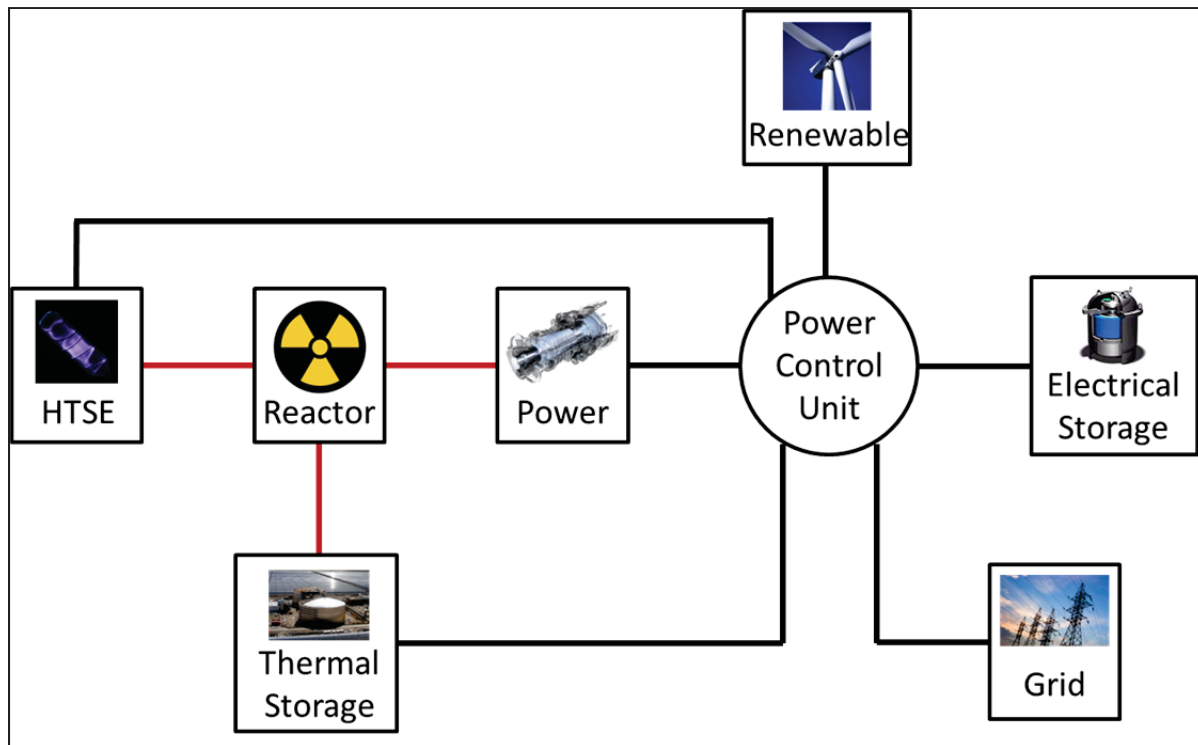 Renewable
HTSE
Reactor
Power
Power
Control
Unit
Electrical
Storage
Thermal
Storage
Grid